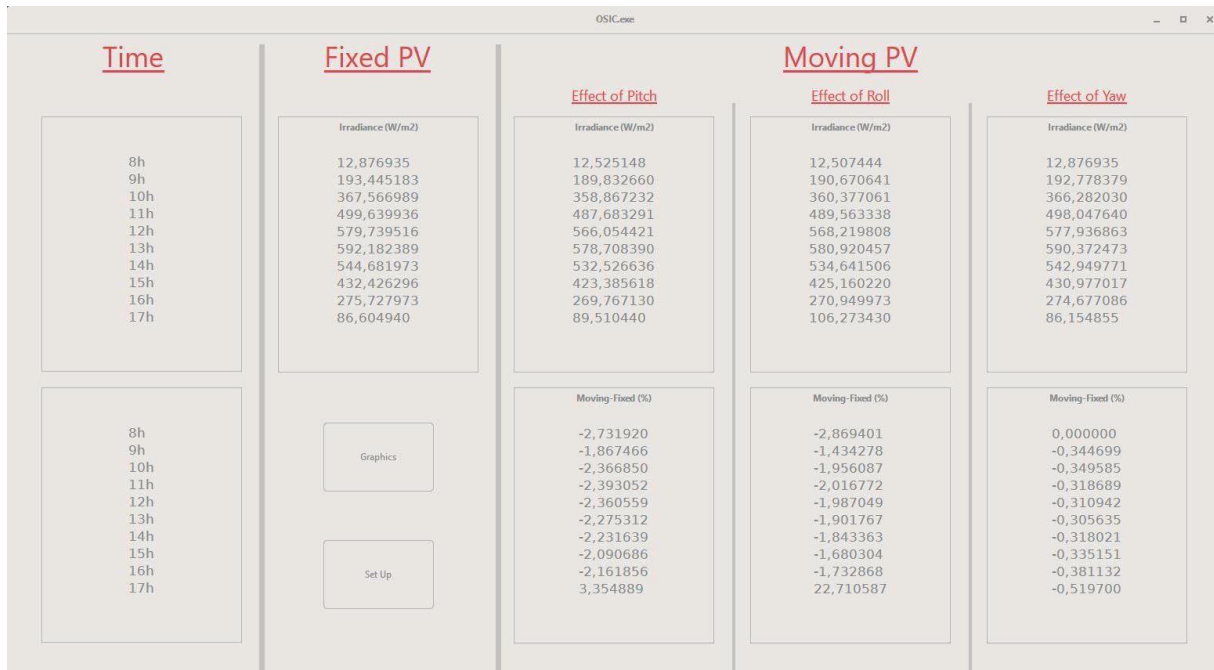 OSIC.exe
Time
Fixed PV
Moving PV
Effect of Pitch
Effect of Roll
Effect of Yaw
8h
9h
10h
11h
12h
13h
14h
15h
16h
17h
Irradiance (W/m2)
12,876935
193,445183
367,566989
499,639936
579,739516
592,182389
544,681973
432,426296
275,727973
86,604940
Irradiance (W/m2)
12,525148
189,832660
358,867232
487,683291
566,054421
578,708390
532,526636
423,385618
269,767130
89,510440
Irradiance (W/m2)
12,507444
190,670641
360,377061
489,563338
568,219808
580,920457
534,641506
425,160220
270,949973
106,273430
Irradiance (W/m2)
12,876935
192,778379
366,282030
498,047640
577,936863
590,372473
542,949771
430,977017
274,677086
86,154855
8h
9h
10h
11h
12h
13h
14h
15h
16h
17h
Graphics
Set Up
Moving-Fixed (%)
-2,731920
-1,867466
-2,366850
-2,393052
-2,360559
-2,275312
-2,231639
-2,090686
-2,161856
3,354889
Moving-Fixed (%)
-2,869401
-1,434278
-1,956087
-2,016772
-1,987049
-1,901767
-1,843363
-1,680304
-1,732868
22,710587
Moving-Fixed (%)
0,000000
-0,344699
-0,349585
-0,318689
-0,310942
-0,305635
-0,318021
-0,335151
-0,381132
-0,519700